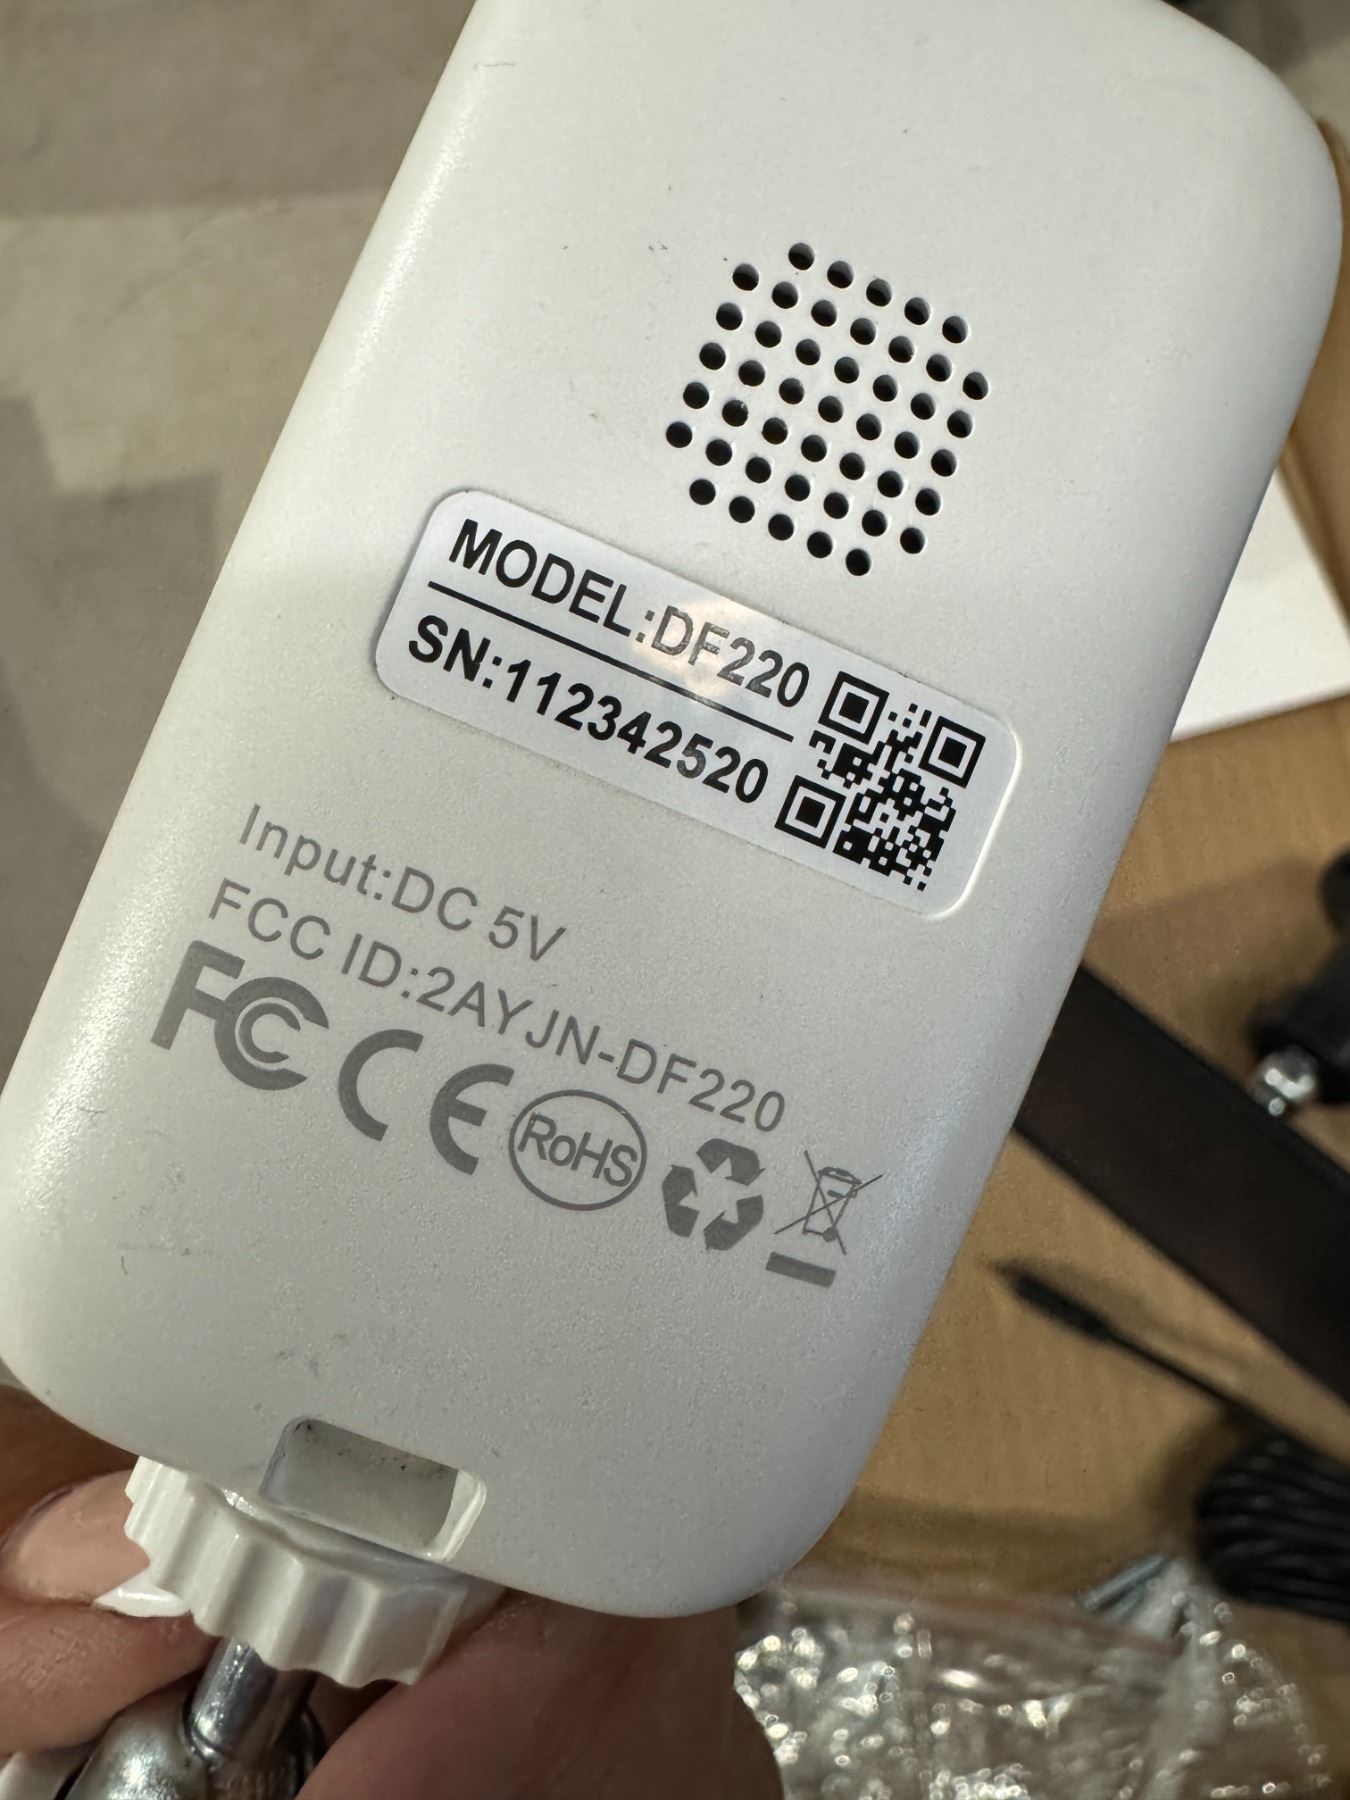 MODEL:DF220
SN:112342520
Input:DC 5V
FCC ID:2AYJN-DF220
FC CE RoHS